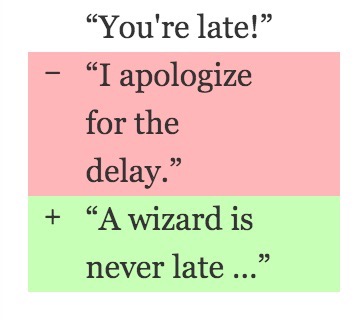 “You're late!”
− “I apologize
for the
delay.”
+ “A wizard is
never late ...”